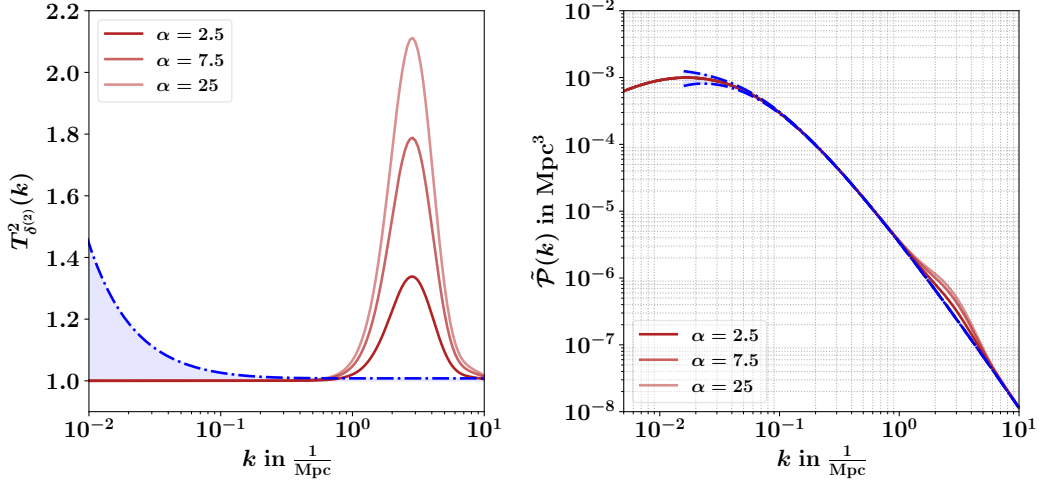 2.2
2.0
1.8
1.6
1.4
1.2
1.0
T²_δ⁽²⁾(k)
α = 2.5
α = 7.5
α = 25
10⁻² 10⁻¹ 10⁰ 10¹
k in 1/Mpc
10⁻²
10⁻³
10⁻⁴
10⁻⁵
10⁻⁶
10⁻⁷
10⁻⁸
𝒫̃(k) in Mpc³
α = 2.5
α = 7.5
α = 25
10⁻² 10⁻¹ 10⁰ 10¹
k in 1/Mpc